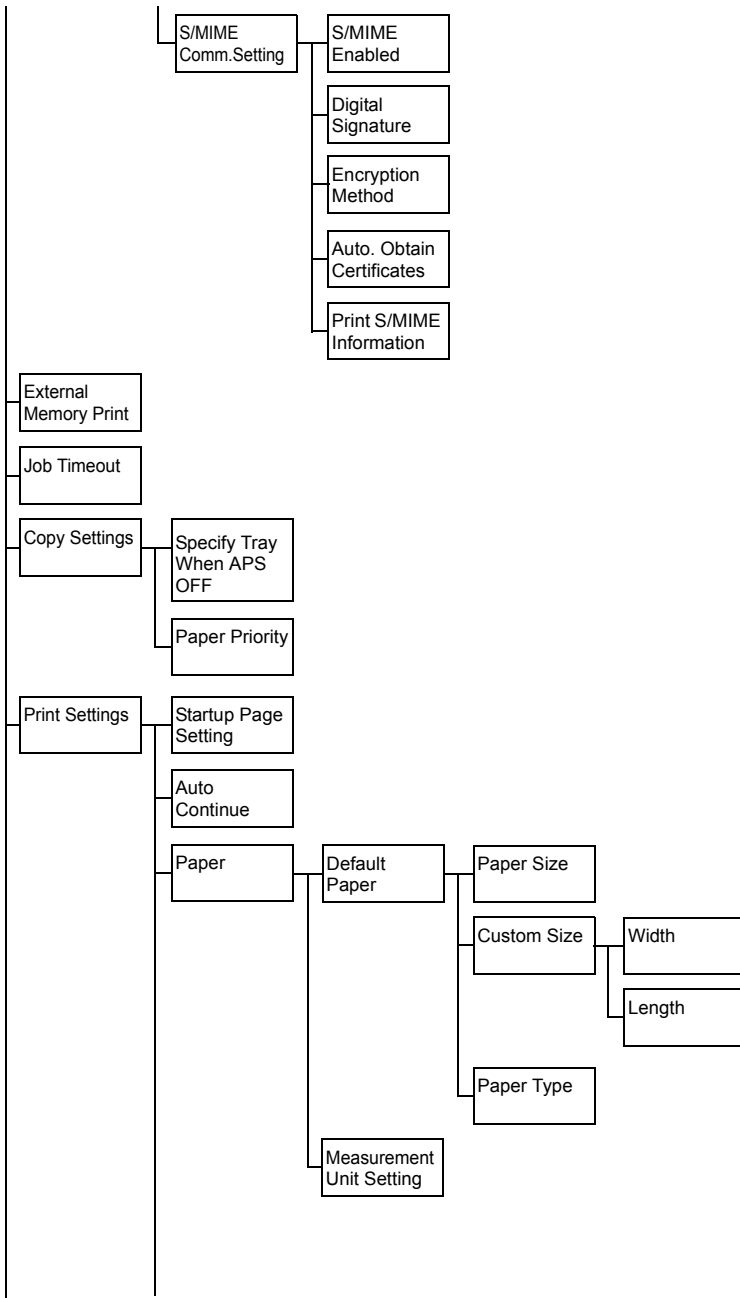 S/MIME
Comm.Setting
S/MIME
Enabled
Digital
Signature
Encryption
Method
Auto. Obtain
Certificates
Print S/MIME
Information
External
Memory Print
Job Timeout
Copy Settings
Specify Tray
When APS
OFF
Paper Priority
Print Settings
Startup Page
Setting
Auto
Continue
Paper
Default
Paper
Paper Size
Custom Size
Width
Length
Paper Type
Measurement
Unit Setting